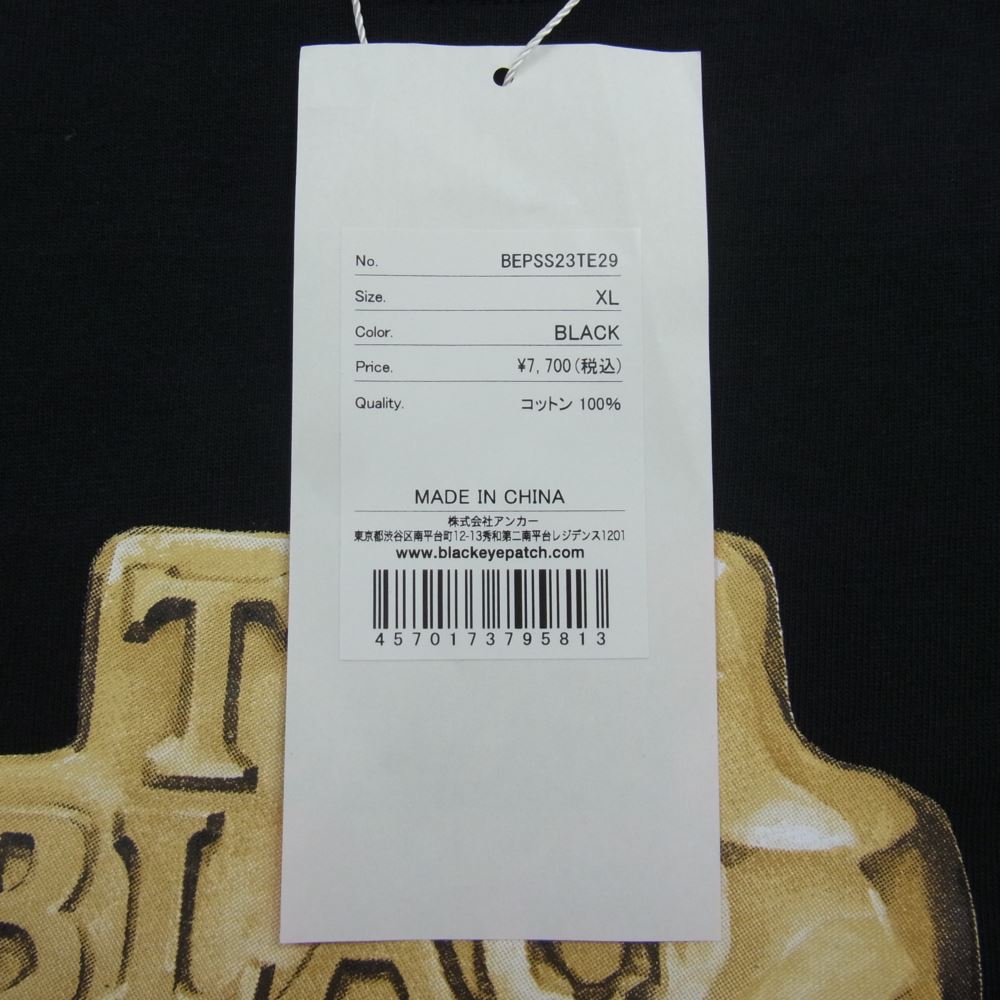 No. BEPSS23TE29
Size. XL
Color. BLACK
Price. ¥7,700(税込)
Quality. コットン 100%
MADE IN CHINA
株式会社アンカー
東京都渋谷区南平台町12-13秀和第二南平台レジデンス1201
www.blackeyepatch.com
4570173795813
T
BLA